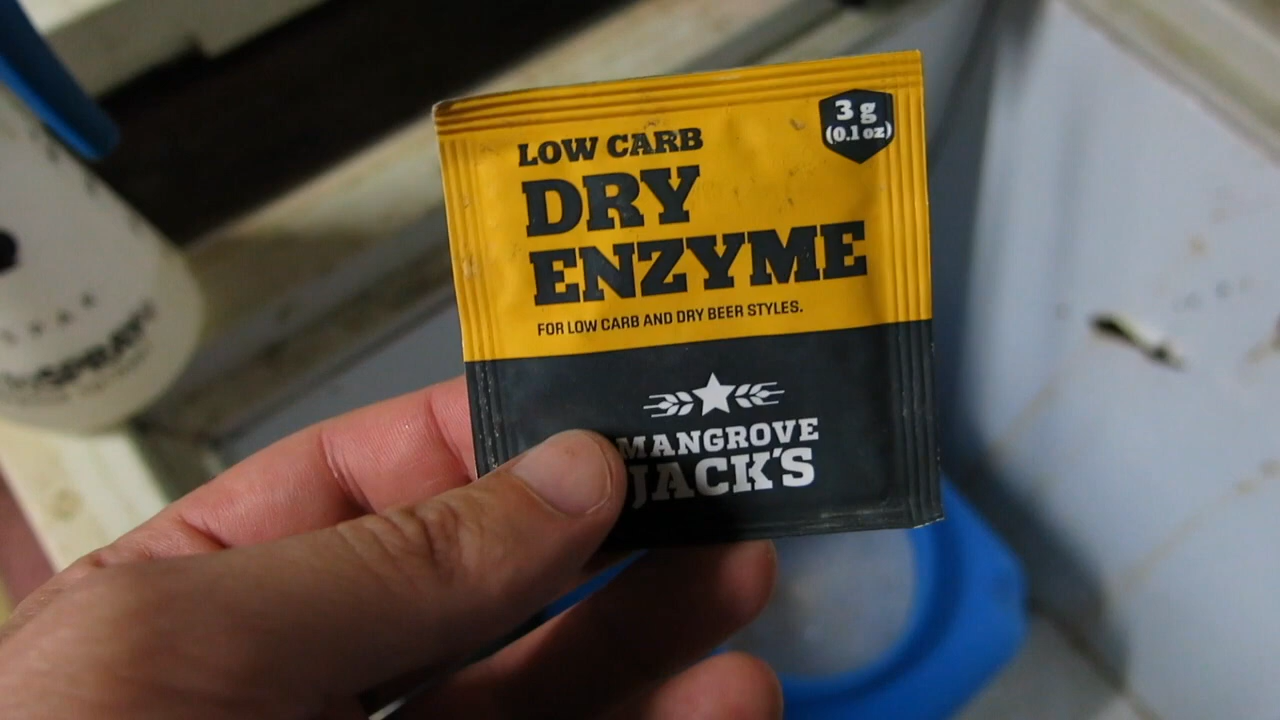 LOW CARB
DRY
ENZYME
FOR LOW CARB AND DRY BEER STYLES.
3 g
(0.1 oz)
MANGROVE
JACK'S